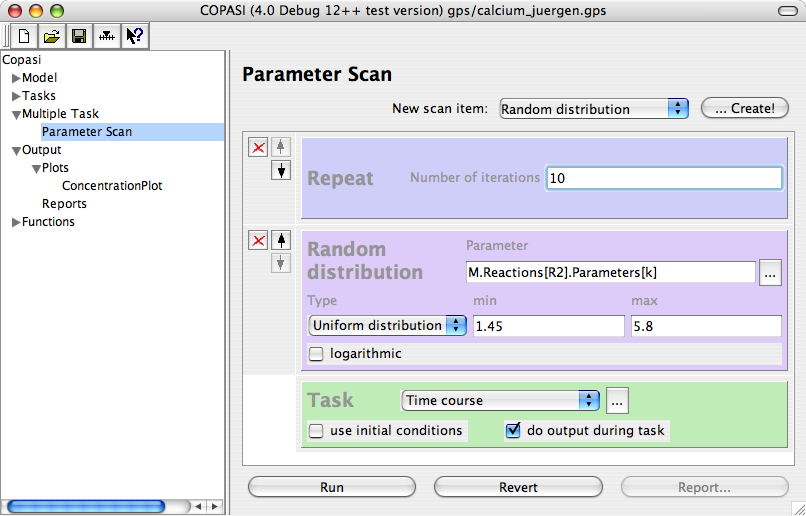 COPASI (4.0 Debug 12++ test version) gps/calcium_juergen.gps
Copasi
Model
Tasks
Multiple Task
Parameter Scan
Output
Plots
ConcentrationPlot
Reports
Functions
Parameter Scan
New scan item: Random distribution ... Create!
Repeat Number of iterations 10
Random distribution
Parameter
M.Reactions[R2].Parameters[k] ...
Type min max
Uniform distribution 1.45 5.8
logarithmic
Task Time course ...
use initial conditions do output during task
Run Revert Report...